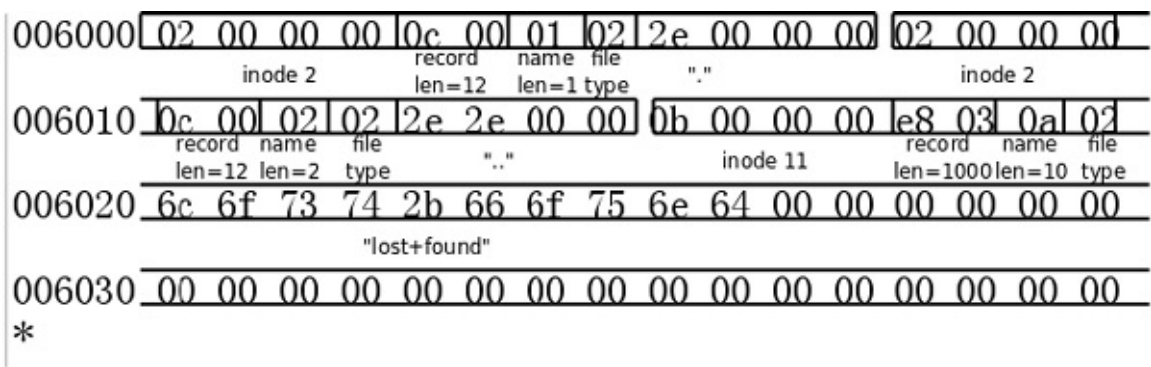 006000 02 00 00 00 0c 00 01 02 2e 00 00 00 02 00 00 00
inode 2 record len=12 name len=1 file type "." inode 2
006010 0c 00 02 02 2e 2e 00 00 0b 00 00 00 e8 03 0a 02
record len=12 name len=2 file type ".." inode 11 record len=1000 name len=10 file type
006020 6c 6f 73 74 2b 66 6f 75 6e 64 00 00 00 00 00 00
"lost+found"
006030 00 00 00 00 00 00 00 00 00 00 00 00 00 00 00 00
*